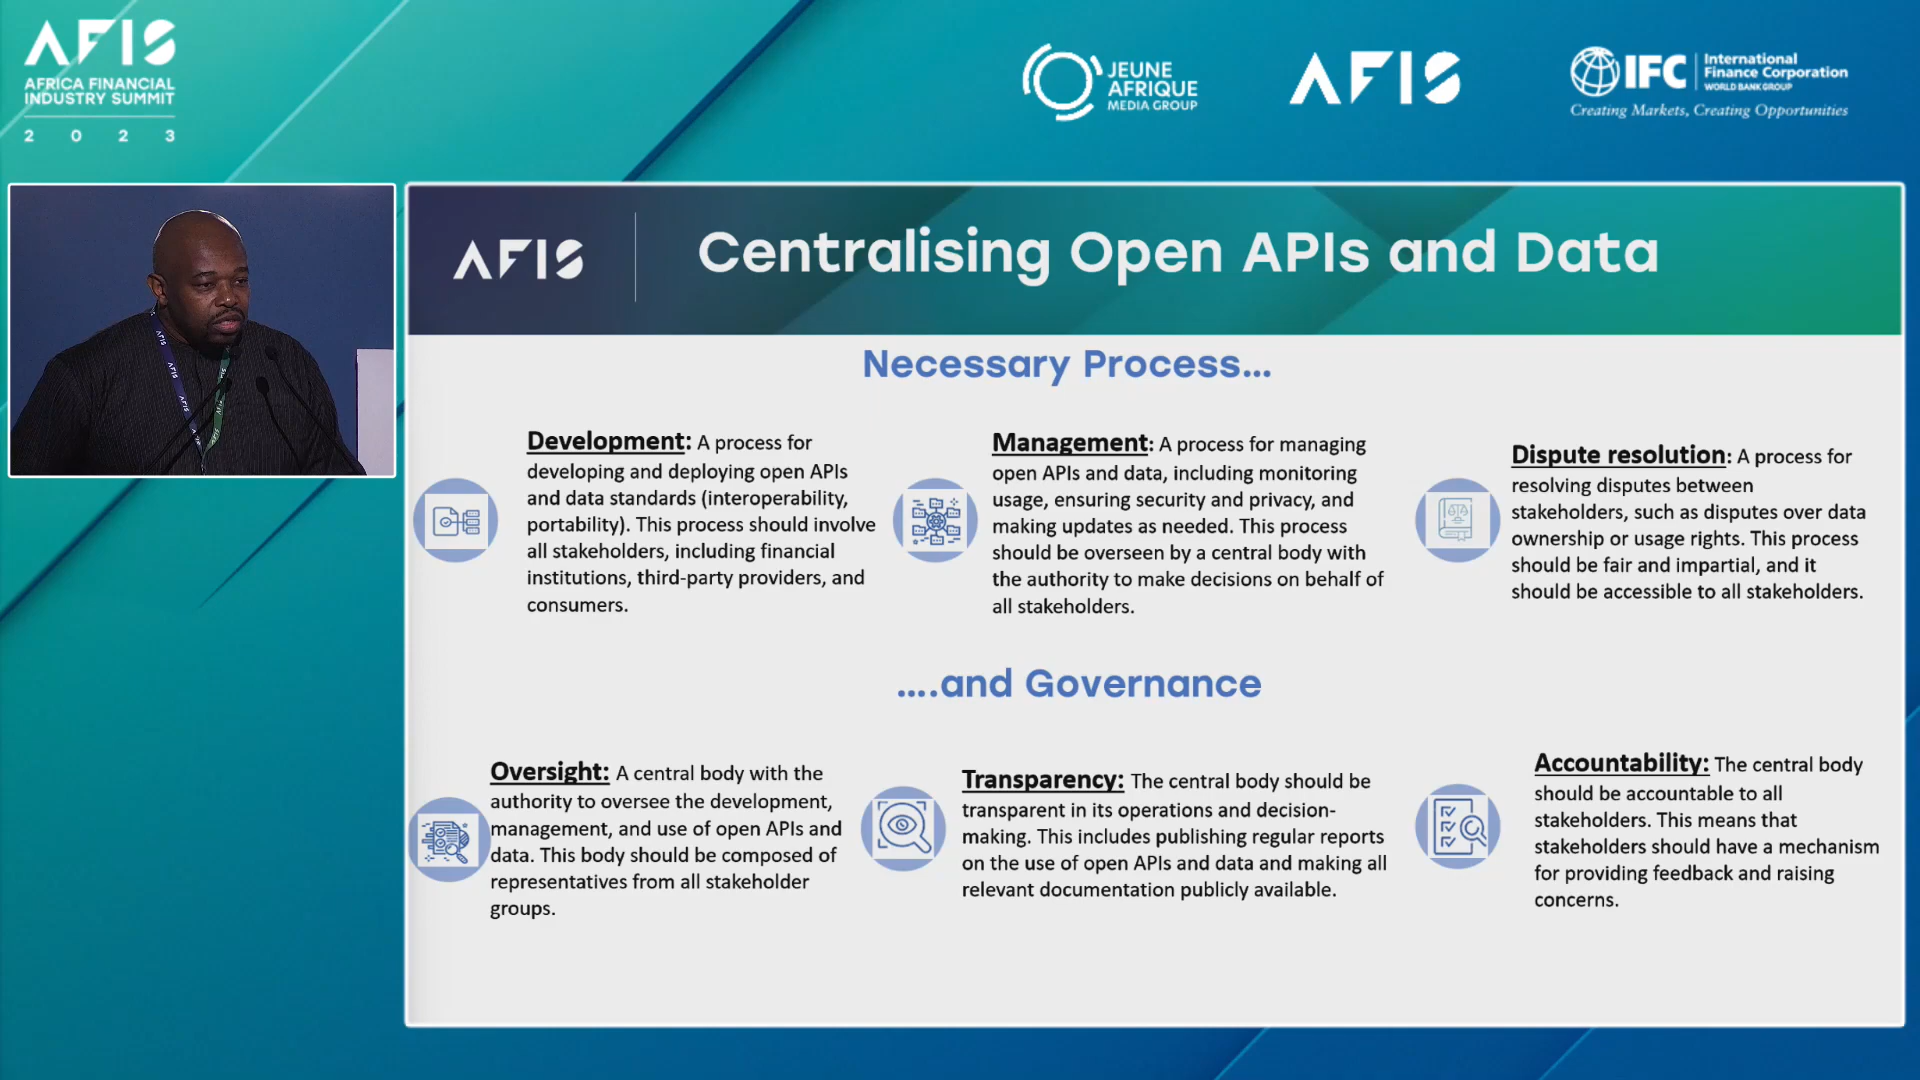 AFIS
AFRICA FINANCIAL
INDUSTRY SUMMIT
2 0 2 3
JEUNE
AFRIQUE
MEDIA GROUP
AFIS
IFC
International
Finance Corporation
WORLD BANK GROUP
Creating Markets, Creating Opportunities
AFIS
Centralising Open APIs and Data
Necessary Process...
Development: A process for
developing and deploying open APIs
and data standards (interoperability,
portability). This process should involve
all stakeholders, including financial
institutions, third-party providers, and
consumers.
Management: A process for managing
open APIs and data, including monitoring
usage, ensuring security and privacy, and
making updates as needed. This process
should be overseen by a central body with
the authority to make decisions on behalf of
all stakeholders.
Dispute resolution: A process for
resolving disputes between
stakeholders, such as disputes over data
ownership or usage rights. This process
should be fair and impartial, and it
should be accessible to all stakeholders.
....and Governance
Oversight: A central body with the
authority to oversee the development,
management, and use of open APIs and
data. This body should be composed of
representatives from all stakeholder
groups.
Transparency: The central body should be
transparent in its operations and decision-
making. This includes publishing regular reports
on the use of open APIs and data and making all
relevant documentation publicly available.
Accountability: The central body
should be accountable to all
stakeholders. This means that
stakeholders should have a mechanism
for providing feedback and raising
concerns.
AFIS
AFIS
AFIS
AFIS
AFIS